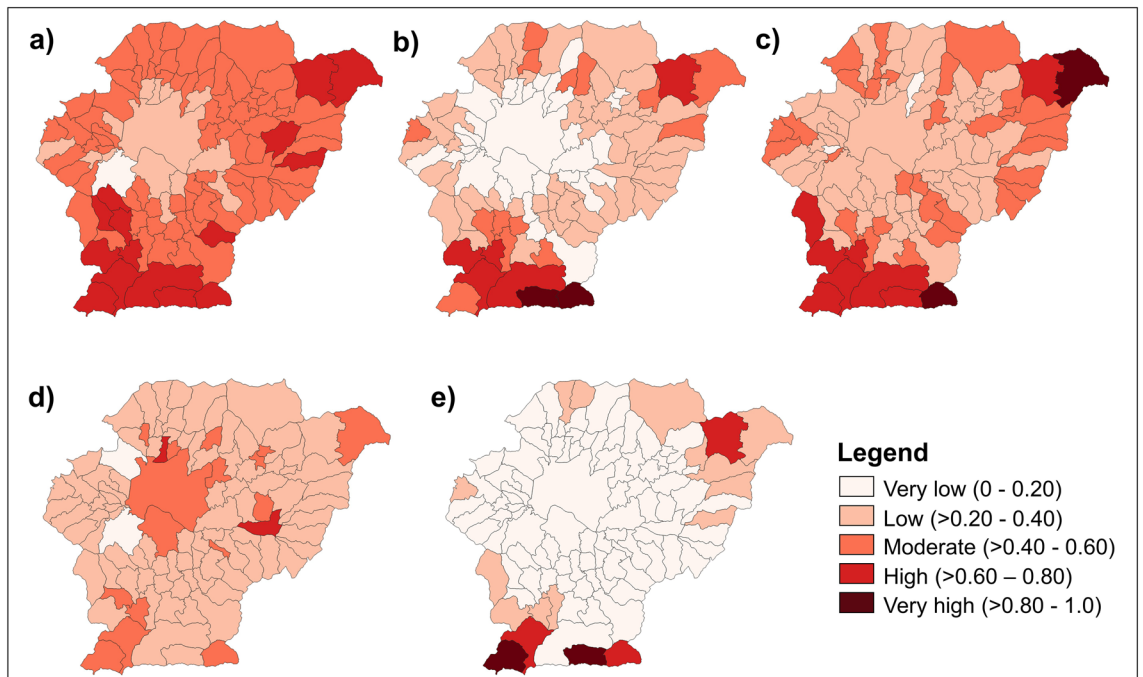 a)
b)
c)
d)
e)
Legend
Very low (0 - 0.20)
Low (>0.20 - 0.40)
Moderate (>0.40 - 0.60)
High (>0.60 – 0.80)
Very high (>0.80 - 1.0)